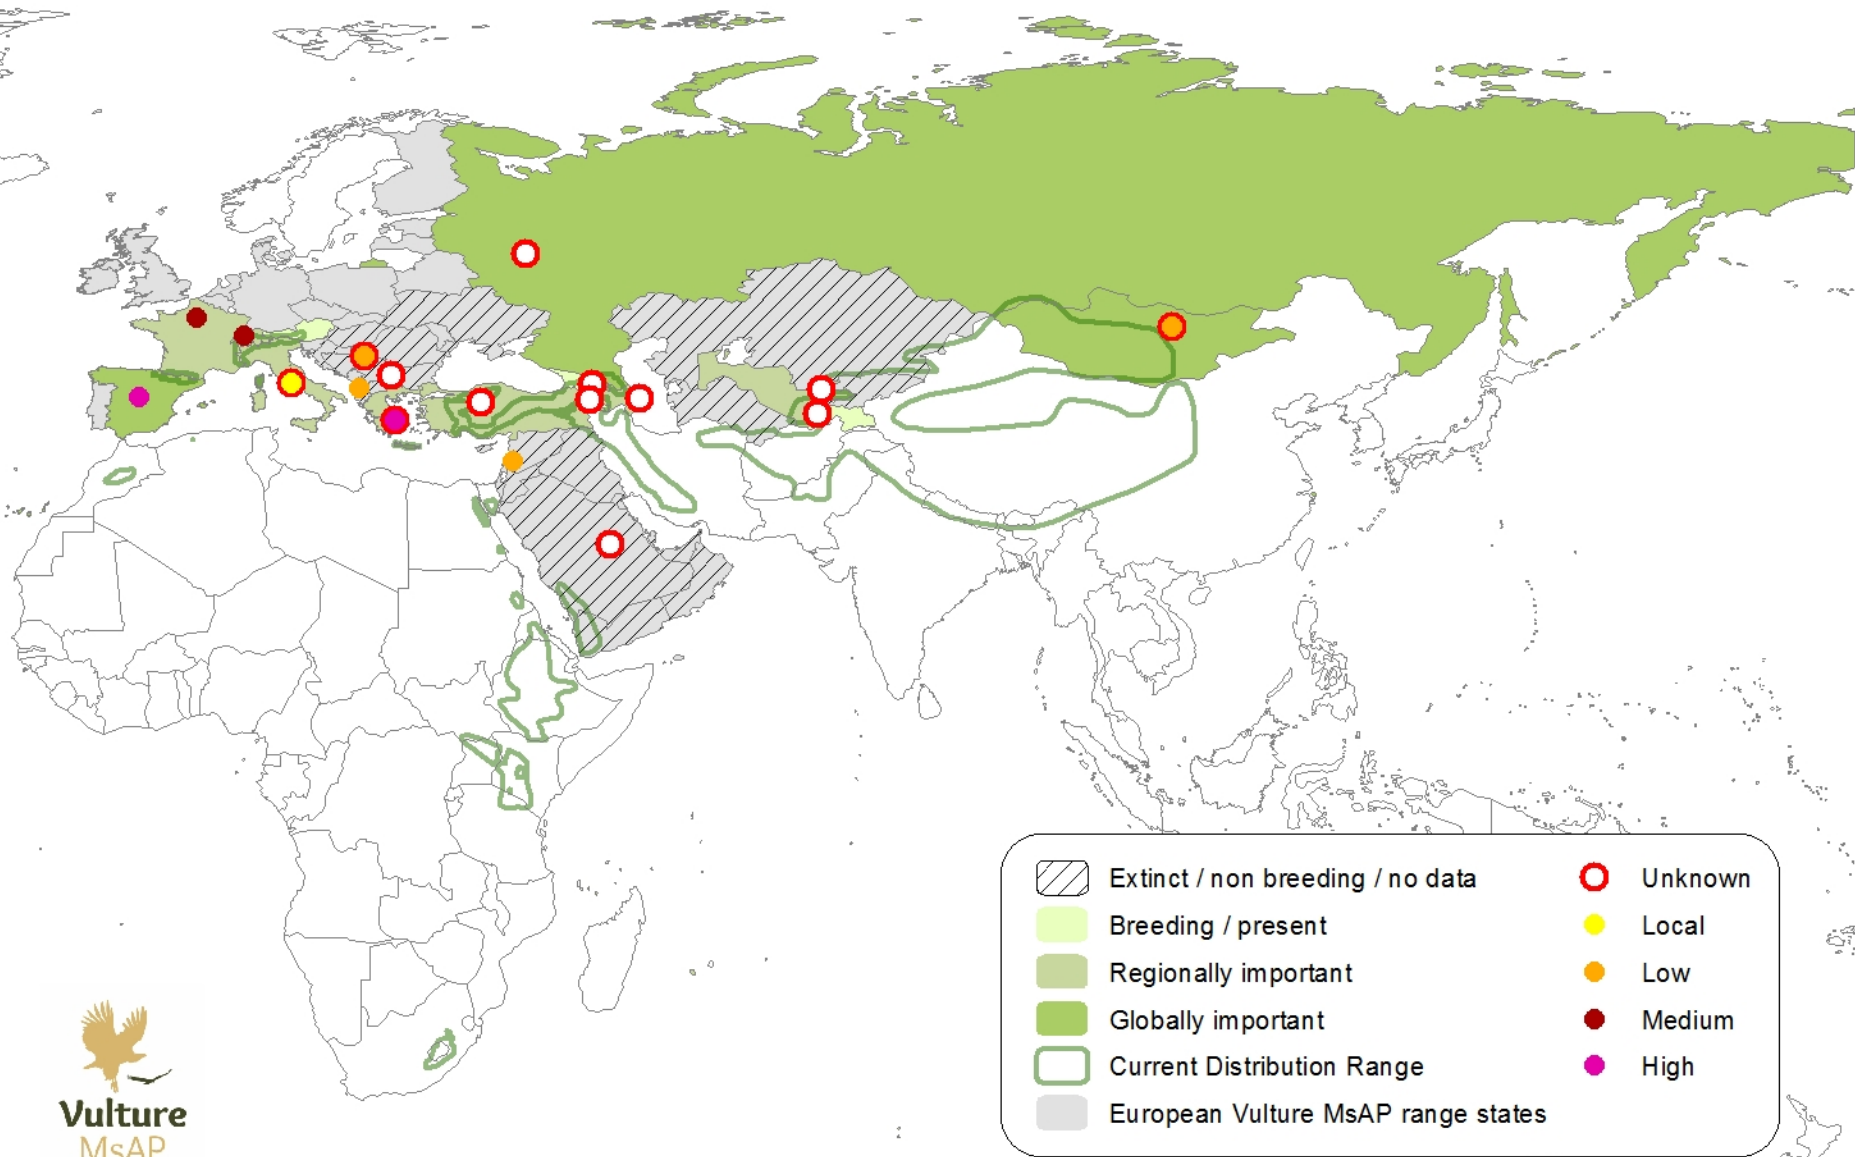 Extinct / non breeding / no data
Breeding / present
Regionally important
Globally important
Current Distribution Range
European Vulture MsAP range states
Unknown
Local
Low
Medium
High
Vulture
MsAP